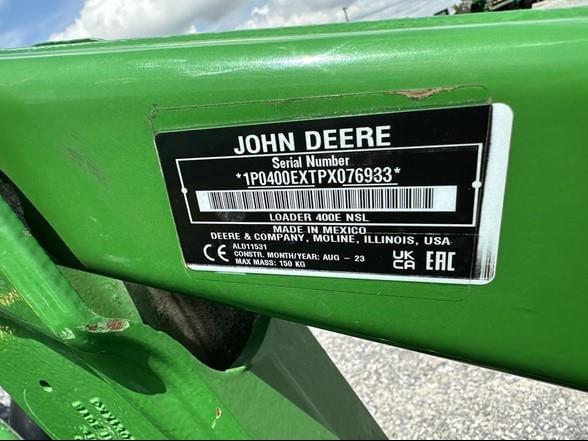 JOHN DEERE
Serial Number
*1P0400EXTPX076933*
LOADER 400E NSL
MADE IN MEXICO
DEERE & COMPANY, MOLINE, ILLINOIS, USA
ALD11531
CE CONSTR. MONTH/YEAR: AUG - 23 UK CA EAC
MAX MASS: 150 KG